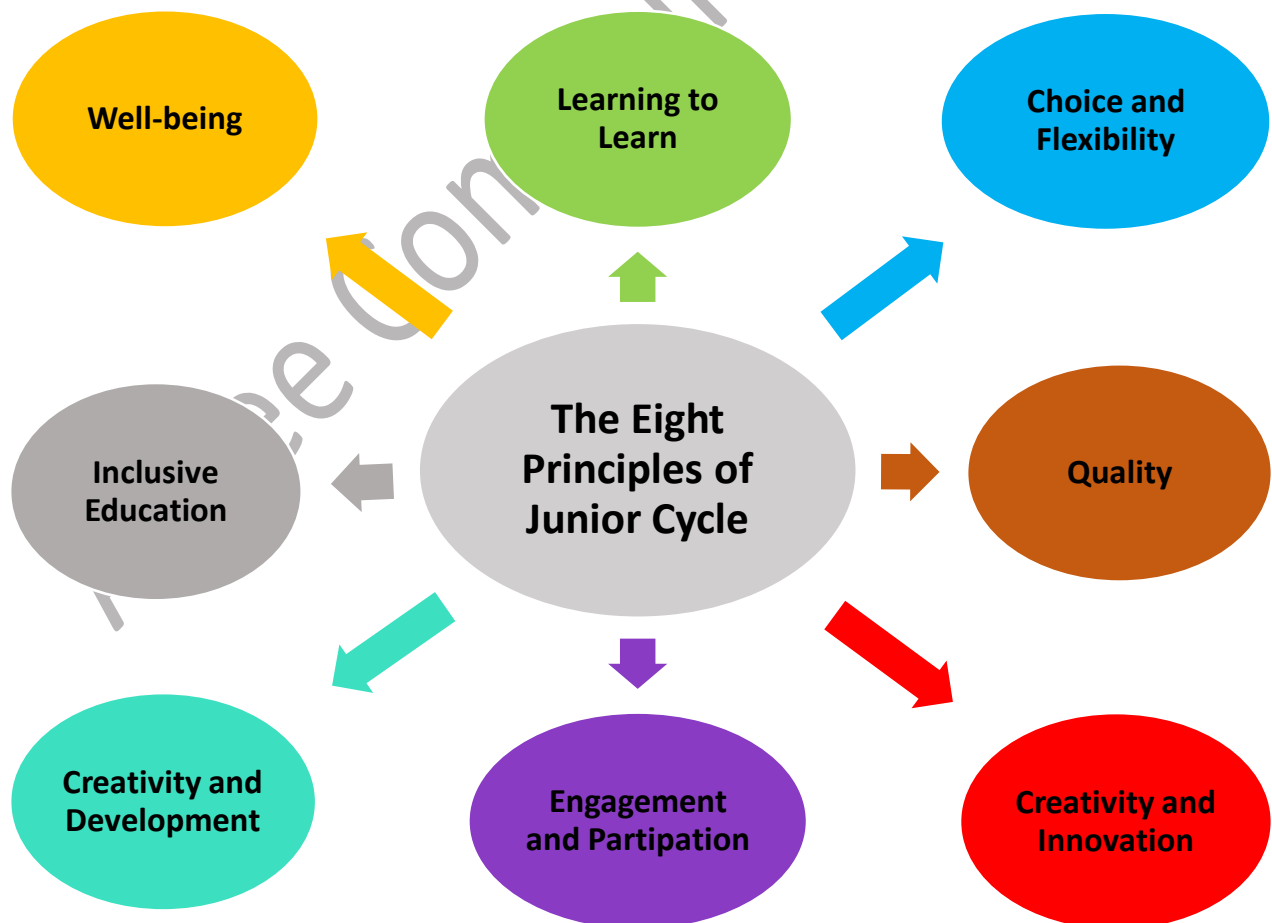 Well-being
Learning to
Learn
Choice and
Flexibility
The Eight
Principles of
Junior Cycle
Inclusive
Education
Quality
Creativity and
Development
Engagement
and Partipation
Creativity and
Innovation